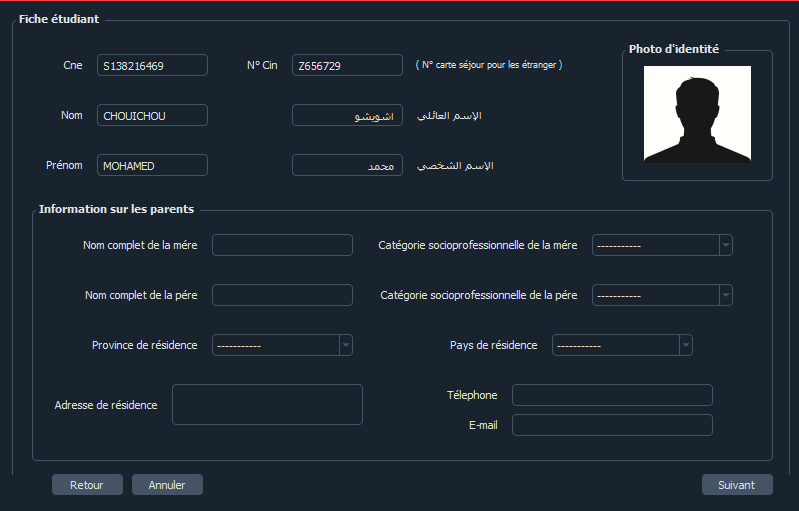 Fiche étudiant
Photo d'identité
Cne S138216469 N° Cin Z656729 ( N° carte séjour pour les étranger )
Nom CHOUICHOU اشويشو الإسم العائلي
Prénom MOHAMED محمد الإسم الشخصي
Information sur les parents
Nom complet de la mére Catégorie socioprofessionnelle de la mére -----------
Nom complet de la pére Catégorie socioprofessionnelle de la pére -----------
Province de résidence ----------- Pays de résidence -----------
Adresse de résidence Télephone
E-mail
Retour Annuler Suivant